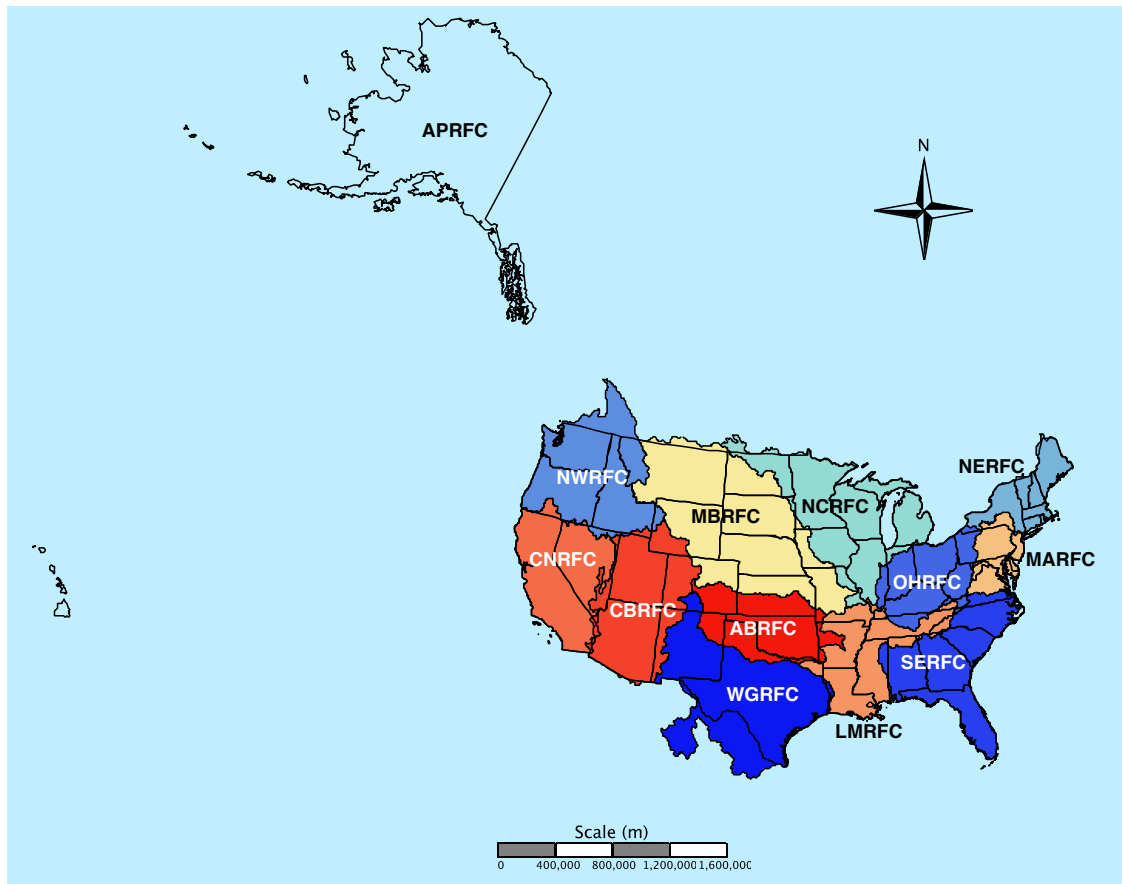 APRFC
N
NERFC
NWRFC
NCRFC
MBRFC
CNRFC
MARFC
OHRFC
CBRFC
ABRFC
SERFC
WGRFC
LMRFC
Scale (m)
0 400,000 800,000 1,200,000 1,600,000